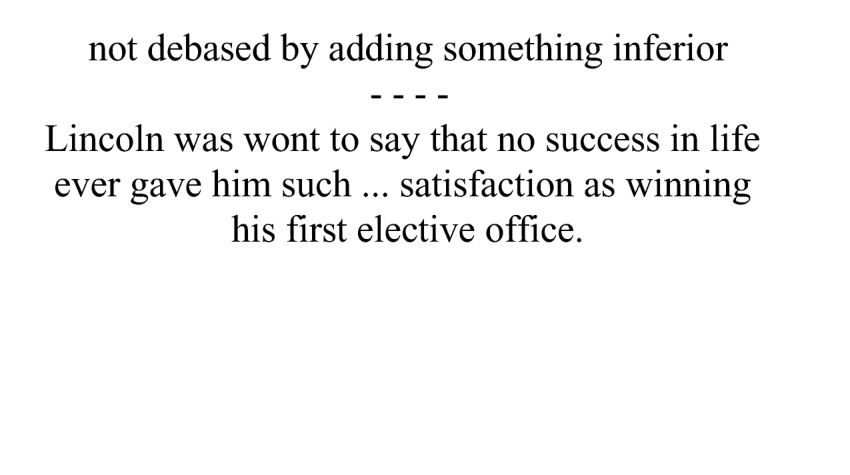 not debased by adding something inferior
- - - -
Lincoln was wont to say that no success in life
ever gave him such ... satisfaction as winning
his first elective office.